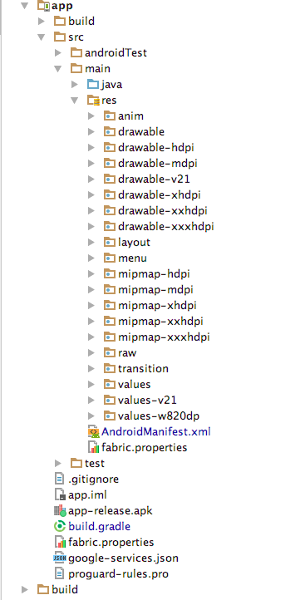 app
build
src
androidTest
main
java
res
anim
drawable
drawable-hdpi
drawable-mdpi
drawable-v21
drawable-xhdpi
drawable-xxhdpi
drawable-xxxhdpi
layout
menu
mipmap-hdpi
mipmap-mdpi
mipmap-xhdpi
mipmap-xxhdpi
mipmap-xxxhdpi
raw
transition
values
values-v21
values-w820dp
AndroidManifest.xml
fabric.properties
test
.gitignore
app.iml
app-release.apk
build.gradle
fabric.properties
google-services.json
proguard-rules.pro
build